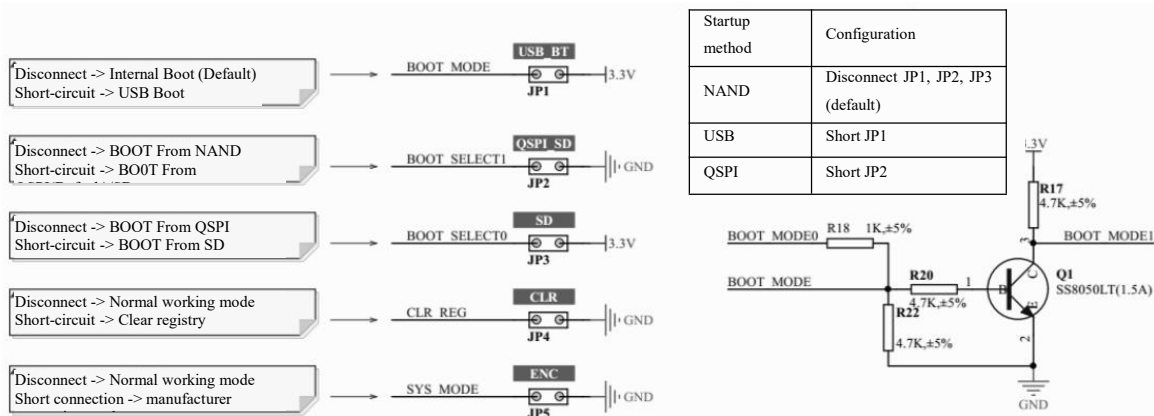 USB_BT
Disconnect -> Internal Boot (Default)
Short-circuit -> USB Boot
BOOT MODE
3.3V
JP1
QSPI_SD
Disconnect -> BOOT From NAND
Short-circuit -> BO0T From
BOOT SELECT1
GND
JP2
SD
Disconnect -> BOOT From QSPI
Short-circuit -> BOOT From SD
BOOT SELECT0
3.3V
JP3
CLR
Disconnect -> Normal working mode
Short-circuit -> Clear registry
CLR REG
GND
JP4
ENC
Disconnect -> Normal working mode
Short connection -> manufacturer
SYS MODE
GND
JP5
Startup method
Configuration
NAND
Disconnect JP1, JP2, JP3
(default)
USB
Short JP1
QSPI
Short JP2
3.3V
R17
4.7K,±5%
BOOT MODE0
R18 1K,±5%
3
BOOT MODE1
BOOT MODE
R20
4.7K,±5%
1
B
C
E
Q1
SS8050LT(1.5A)
R22
4.7K,±5%
2
GND